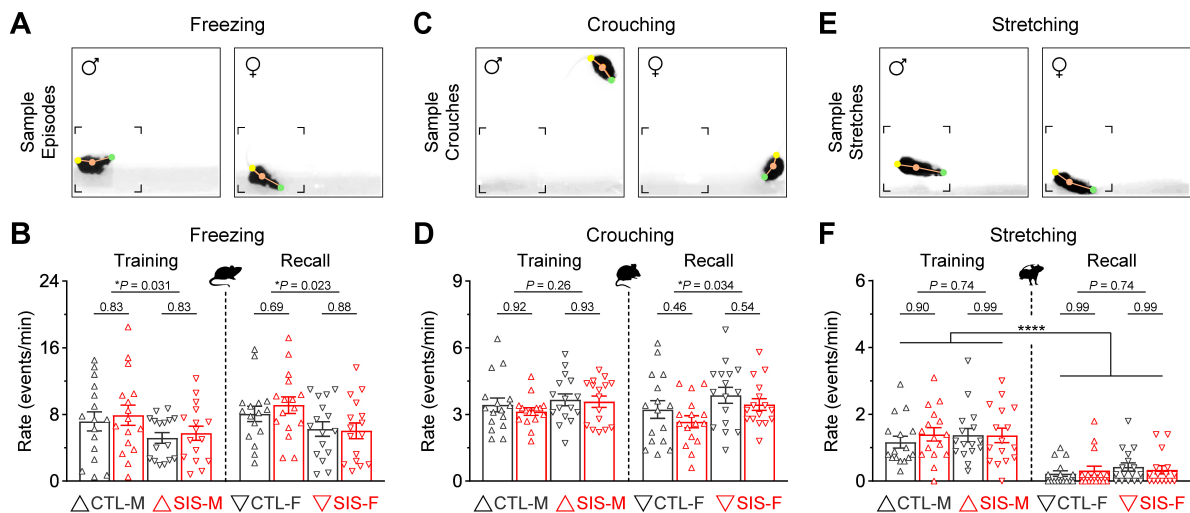 A Freezing
Sample Episodes
♂ ♀
B Freezing
Training Recall
*P = 0.031 *P = 0.023
0.83 0.83 0.69 0.88
Rate (events/min)
24
16
8
0
△CTL-M △SIS-M ▽CTL-F ▽SIS-F
C Crouching
Sample Crouches
♂ ♀
D Crouching
Training Recall
P = 0.26 *P = 0.034
0.92 0.93 0.46 0.54
Rate (events/min)
9
6
3
0
△CTL-M △SIS-M ▽CTL-F ▽SIS-F
E Stretching
Sample Stretches
♂ ♀
F Stretching
Training Recall
P = 0.74 P = 0.74
0.90 0.99 0.99 0.99
****
Rate (events/min)
6
4
2
0
△CTL-M △SIS-M ▽CTL-F ▽SIS-F